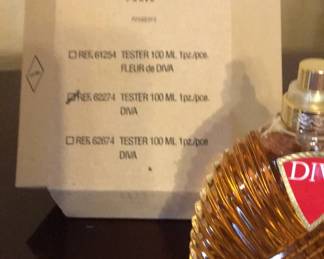 REF. 61254 TESTER 100 ML 1pz./pce.
FLEUR de DIVA
REF. 62274 TESTER 100 ML 1pz./pce.
DIVA
REF. 62674 TESTER 100 ML 1pz./pce.
DIVA
DIV